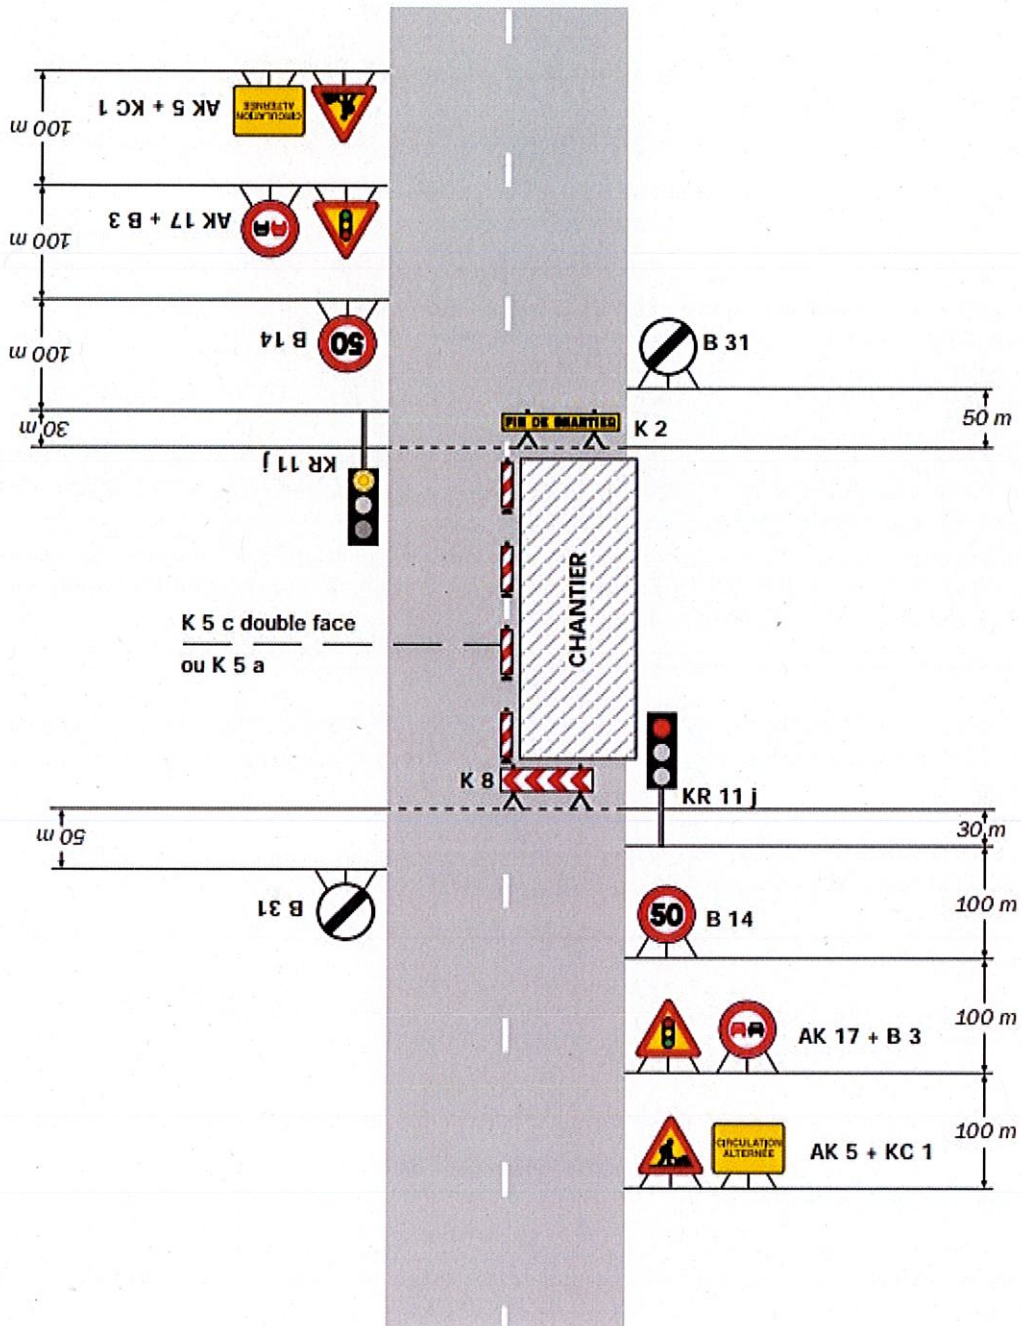 100 m
AK 5 + KC 1
CIRCULATION
ALTERNÉE
100 m
AK 17 + B 3
100 m
B 14
50
B 31
50 m
30 m
FIN DE CHANTIER
K 2
KR 11 j
CHANTIER
K 5 c double face
ou K 5 a
K 8
KR 11 j
50 m
30 m
B 31
50
B 14
100 m
AK 17 + B 3
100 m
CIRCULATION
ALTERNÉE
AK 5 + KC 1
100 m